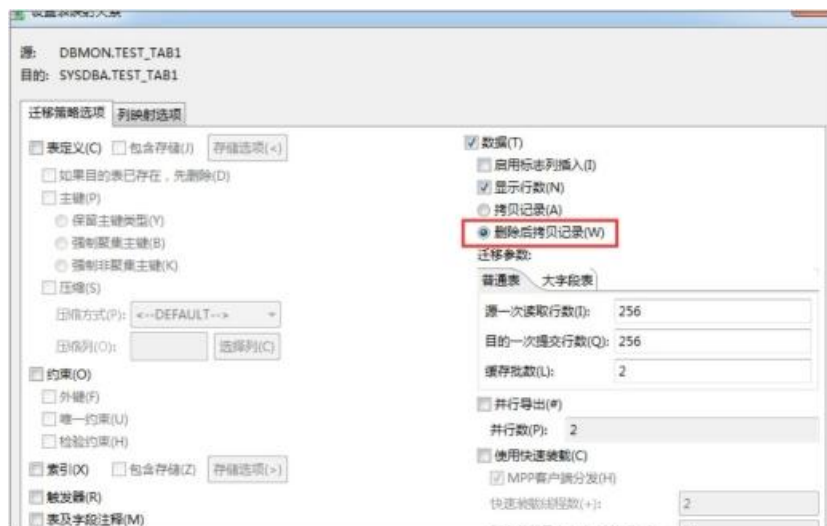 源: DBMON.TEST_TAB1
目的: SYSDBA.TEST_TAB1
迁移策略选项 列映射选项
表定义(C) 包含存储(J) 存储选项(<)
如果目的表已存在，先删除(D)
主键(P)
保留主键类型(Y)
强制聚集主键(B)
强制非聚集主键(K)
压缩(S)
压缩方式(P): <--DEFAULT-->
压缩列(O): 选择列(C)
约束(O)
外键(F)
唯一约束(U)
检验约束(H)
索引(X) 包含存储(Z) 存储选项(>)
触发器(R)
表及字段注释(M)
数据(T)
启用标志列插入(I)
显示行数(N)
拷贝记录(A)
删除后拷贝记录(W)
迁移参数:
普通表 大字段表
源一次读取行数(I): 256
目的一次提交行数(Q): 256
缓存批数(L): 2
并行导出(#)
并行数(P): 2
使用快速装载(C)
MPP客户端分发(H)
快速装载线程数(+): 2